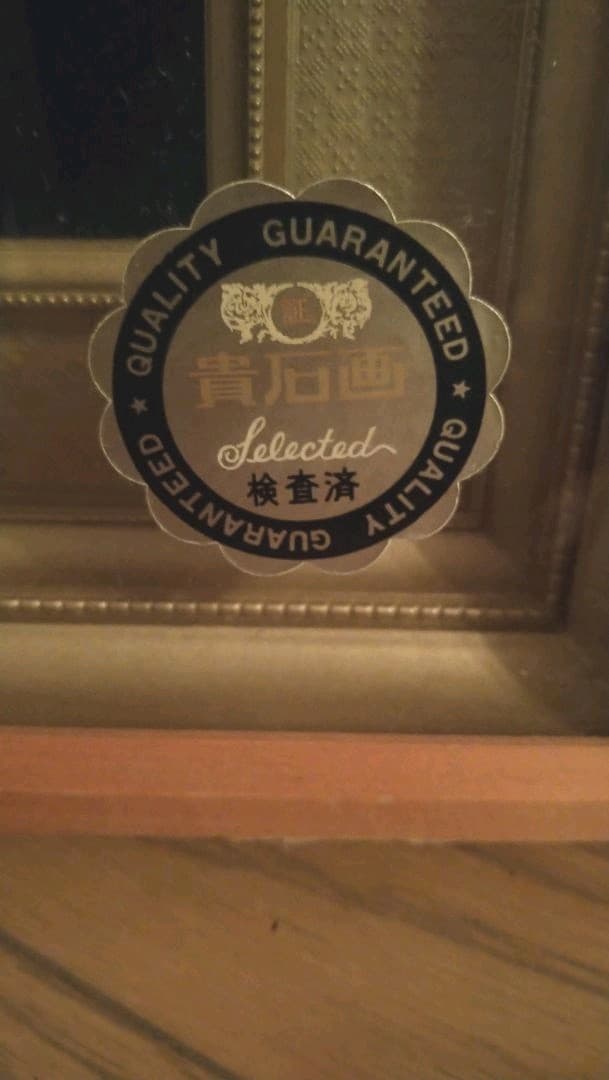 QUALITY GUARANTEED ★ QUALITY GUARANTEED ★
証
貴石画
Selected
検査済